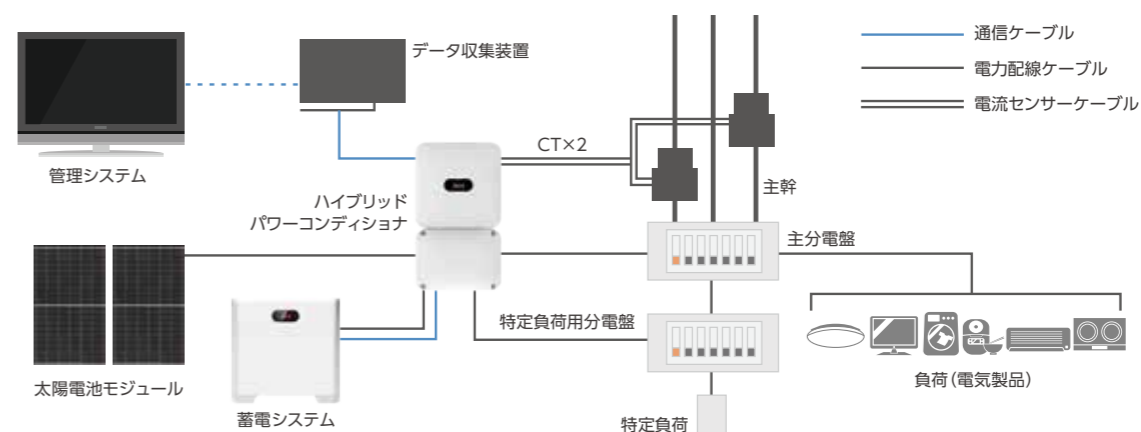 データ収集装置
通信ケーブル
電力配線ケーブル
電流センサーケーブル
CT×2
管理システム
主幹
ハイブリッド
パワーコンディショナ
主分電盤
特定負荷用分電盤
太陽電池モジュール
負荷(電気製品)
蓄電システム
特定負荷